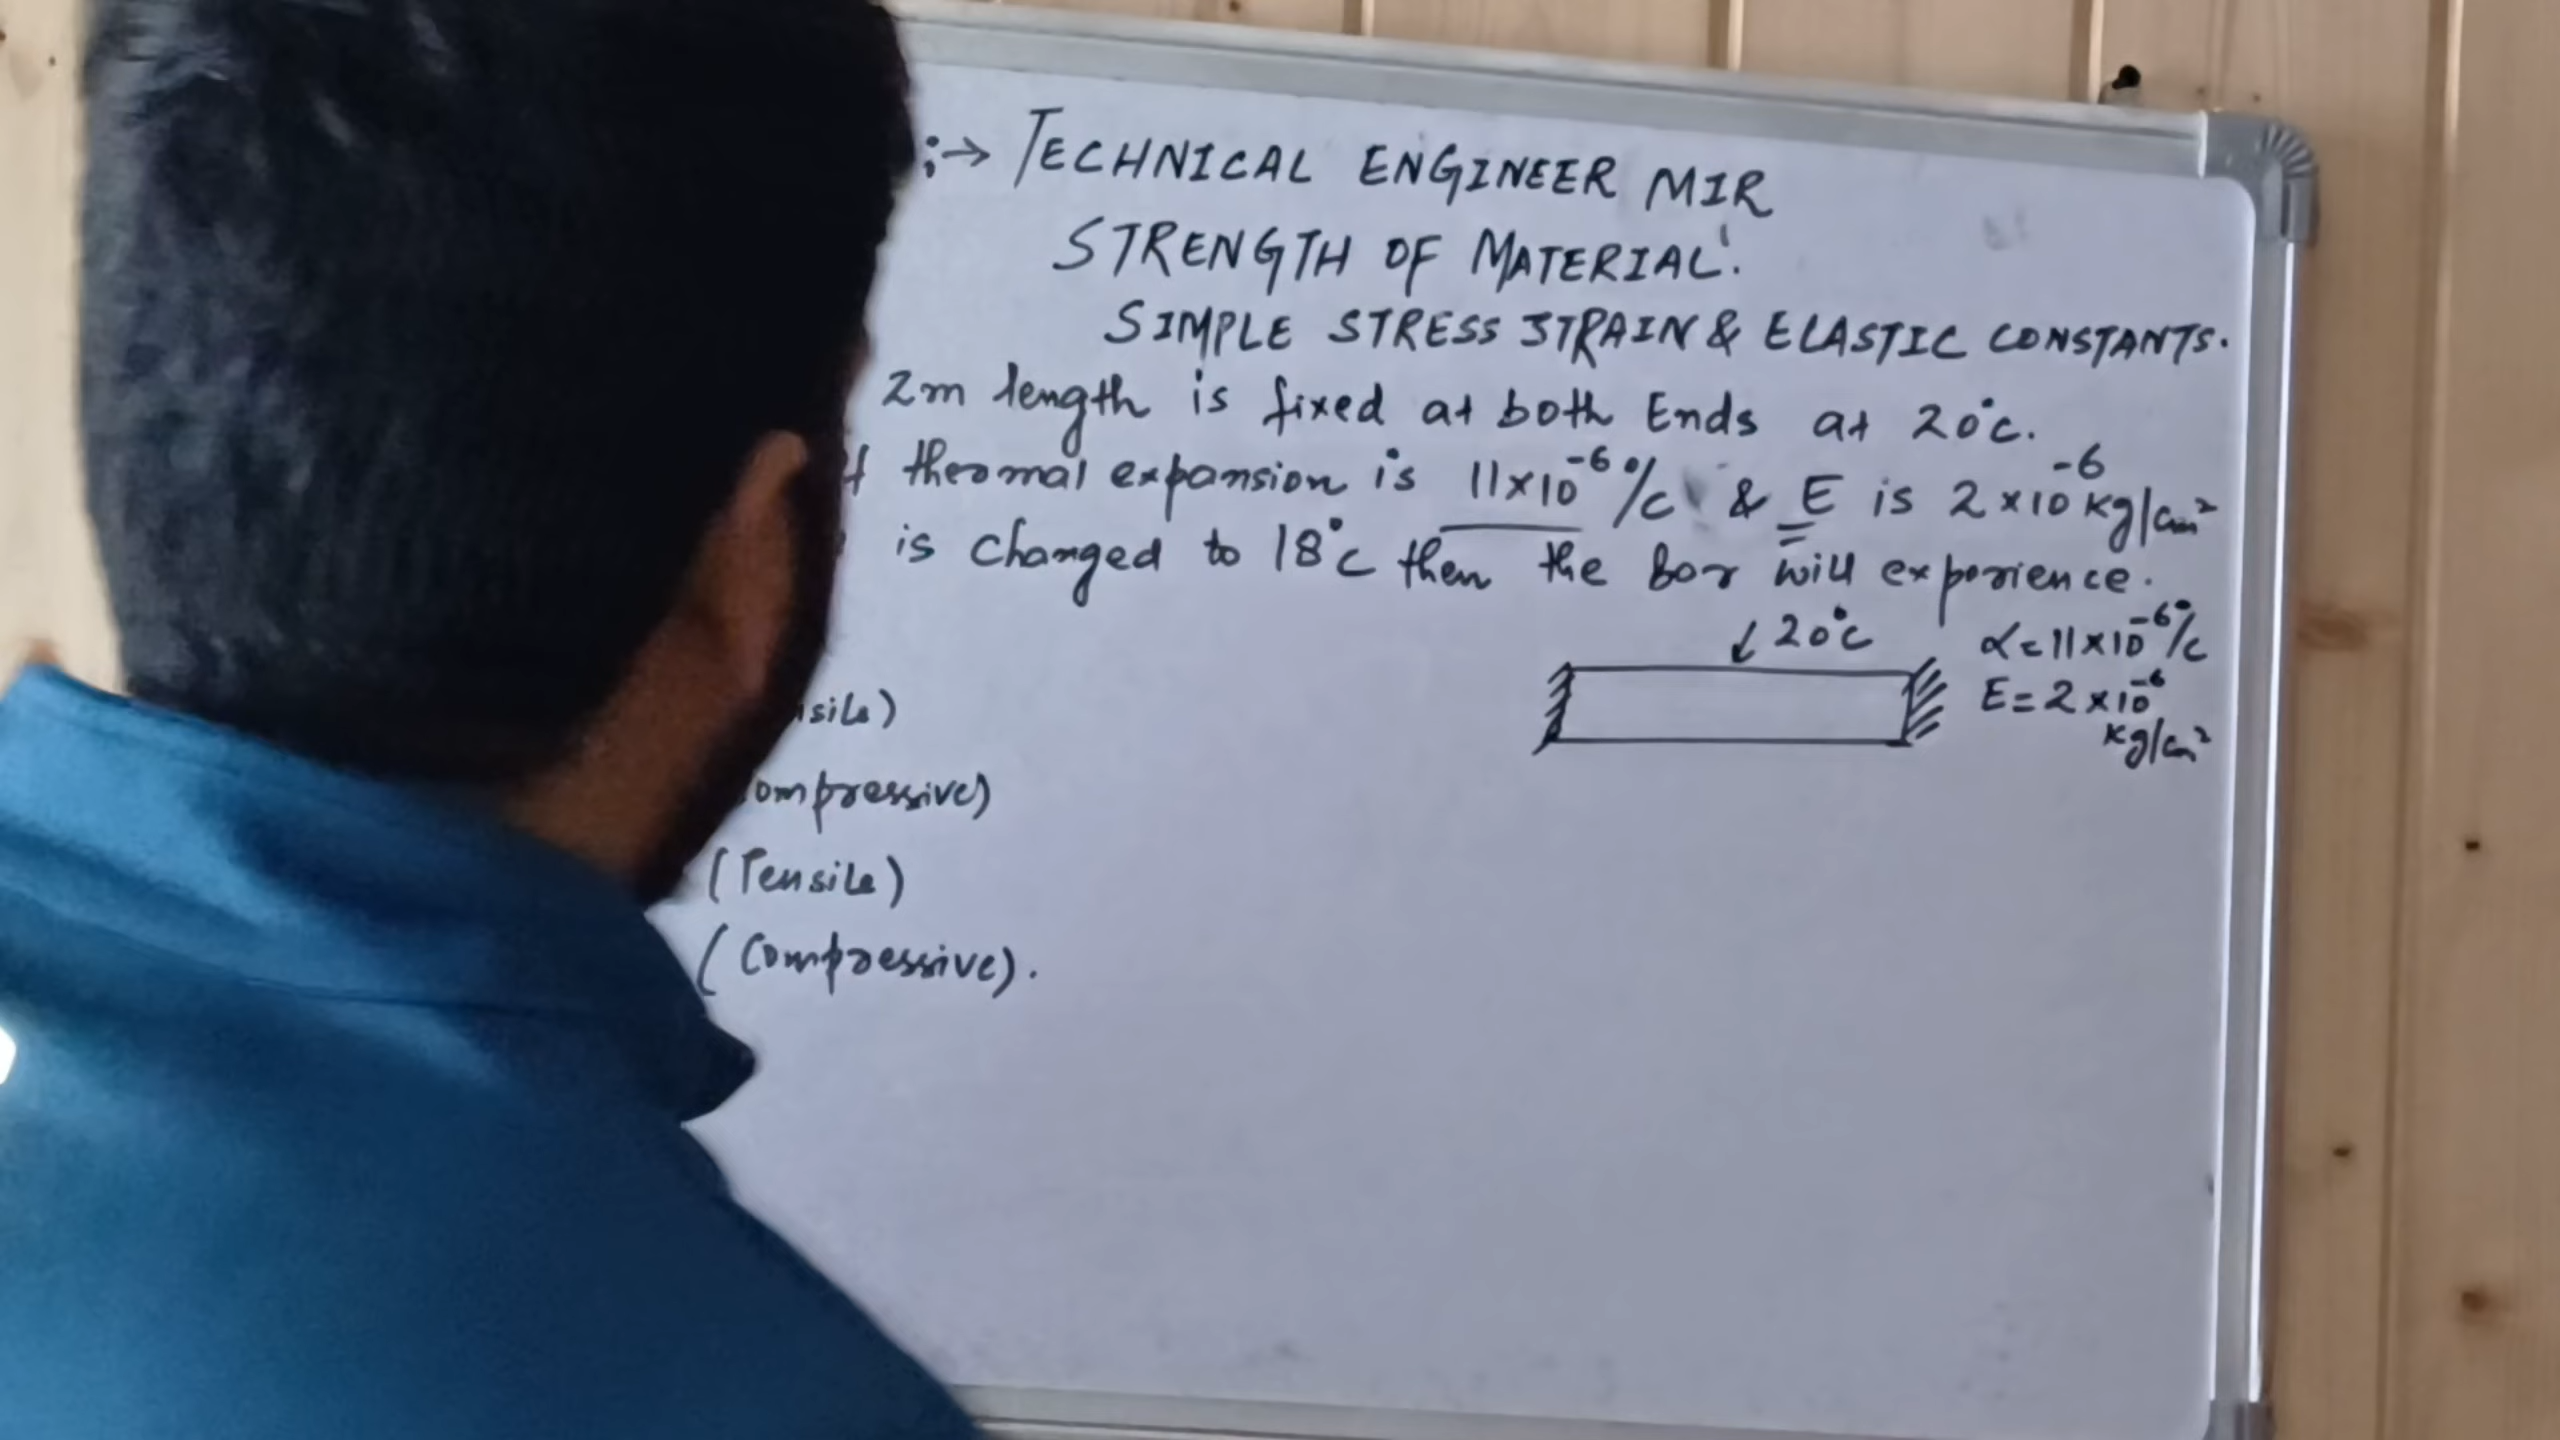 :→ TECHNICAL ENGINEER MIR
STRENGTH OF MATERIAL.
SIMPLE STRESS STRAIN & ELASTIC CONSTANTS.
2m length is fixed at both Ends at 20°C.
thermal expansion is 11×10⁻⁶/°C & E is 2×10⁻⁶ kg/cm²
is changed to 18°C then the bar will experience.
↓ 20°C
α = 11×10⁻⁶/°C
E = 2×10⁻⁶
kg/cm²
(Tensile)
(Compressive).